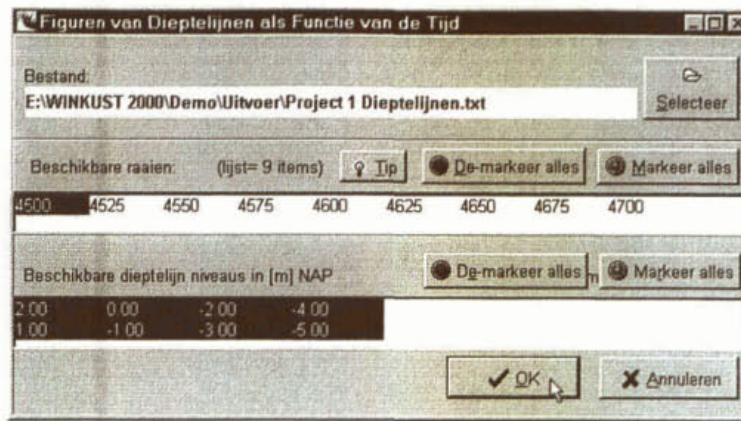 Figuren van Dieptelijnen als Functie van de Tijd
Bestand:
E:\WINKUST 2000\Demo\Uitvoer\Project 1 Dieptelijnen.txt
Selecteer
Beschikbare raaien: (lijst= 9 items) Tip De-markeer alles Markeer alles
4500 4525 4550 4575 4600 4625 4650 4675 4700
Beschikbare dieptelijn niveaus in [m] NAP De-markeer alles m Markeer alles
2.00 0.00 -2.00 -4.00
1.00 -1.00 -3.00 -5.00
OK Annuleren